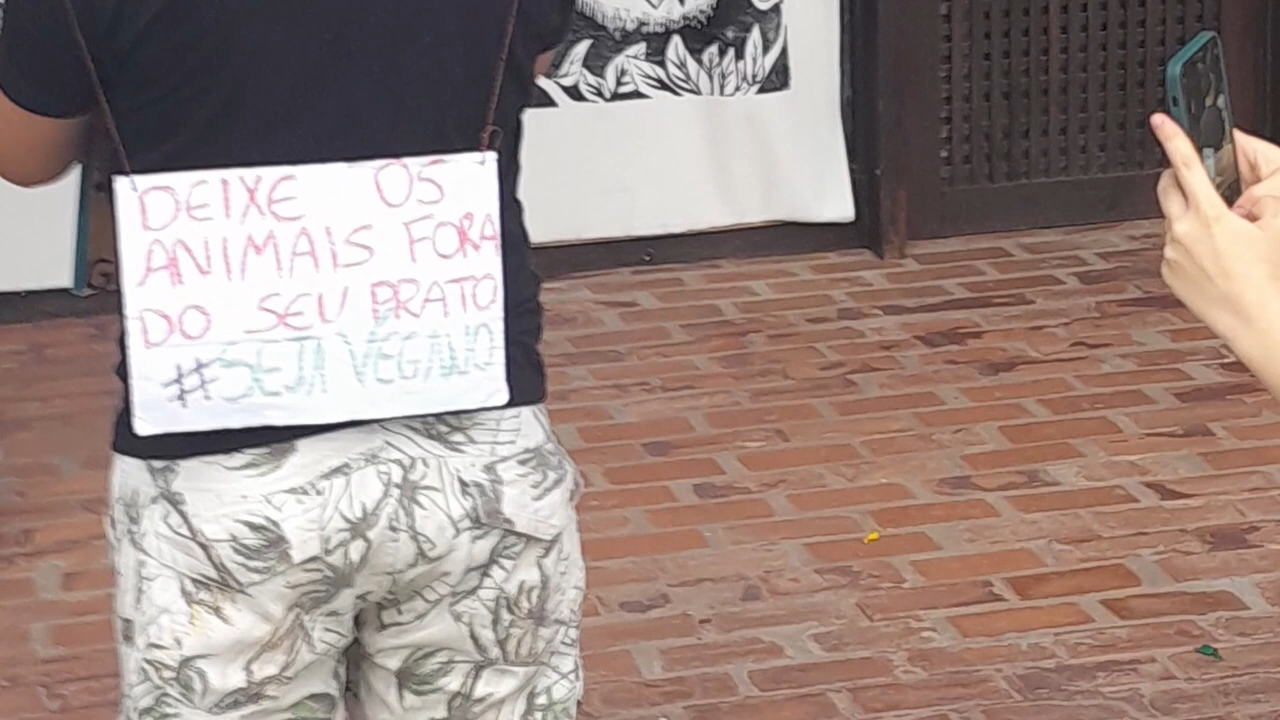 DEIXE OS
ANIMAIS FORA
DO SEU PRATO
#SEJA VEGANO